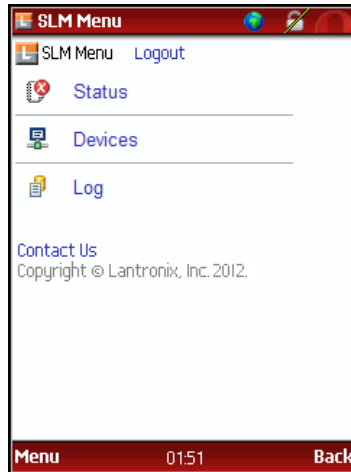 SLM Menu
SLM Menu Logout
Status
Devices
Log
Contact Us
Copyright © Lantronix, Inc. 2012.
Menu 01:51 Back